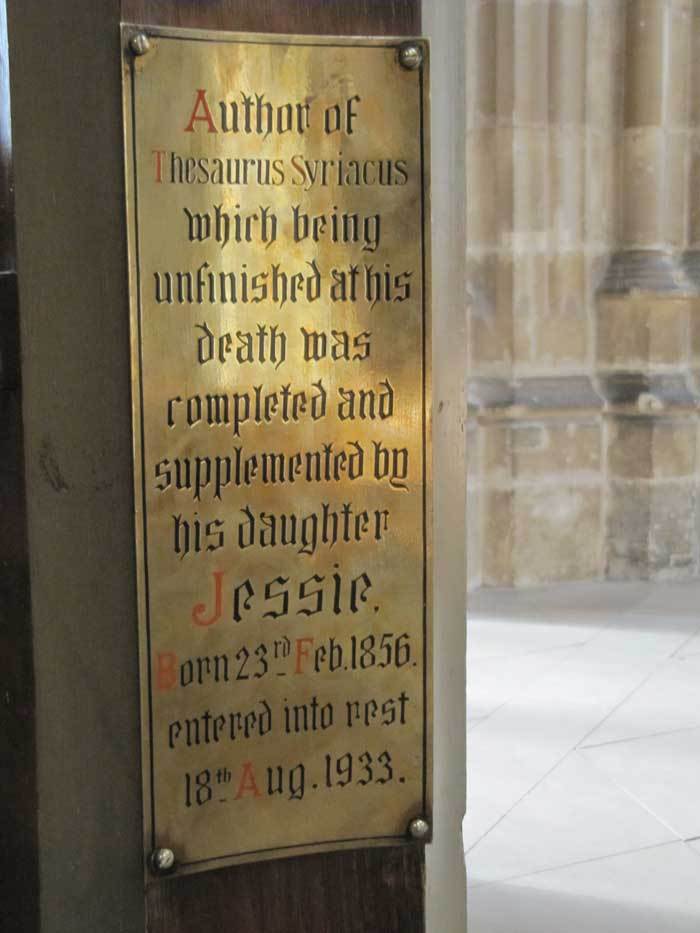 Author of
Thesaurus Syriacus
which being
unfinished at his
death was
completed and
supplemented by
his daughter
Jessie.
Born 23rd Feb. 1856.
entered into rest
18th Aug. 1933.